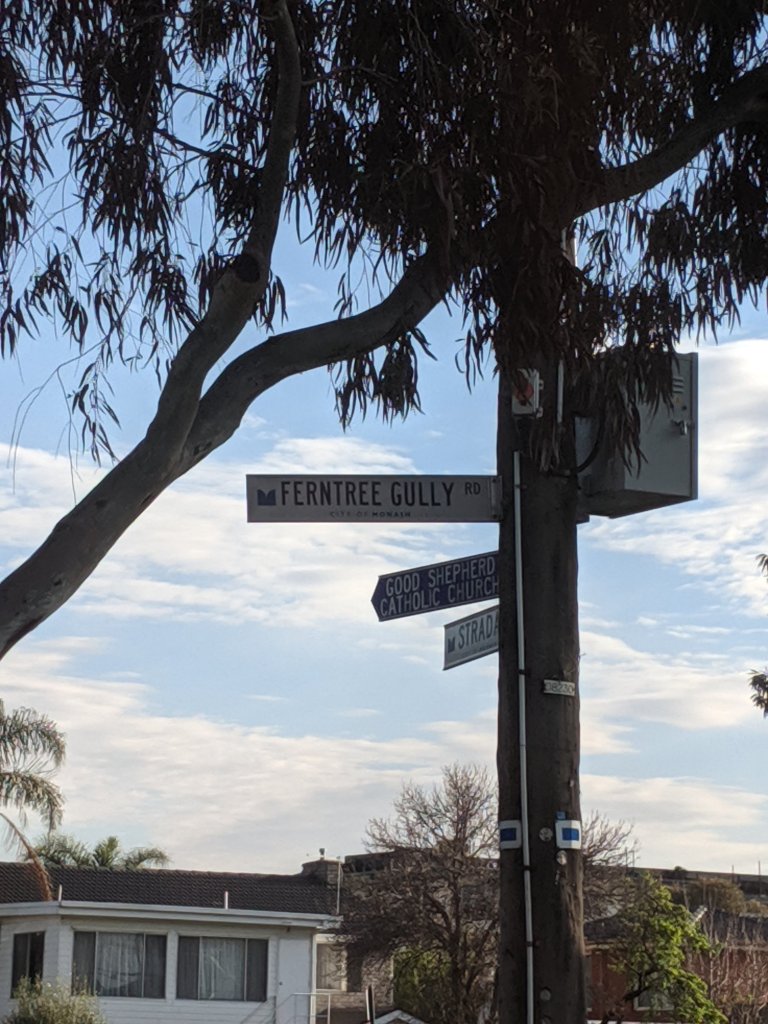 FERNTREE GULLY RD
CITY OF MONASH
GOOD SHEPHERD
CATHOLIC CHURCH
STRADA